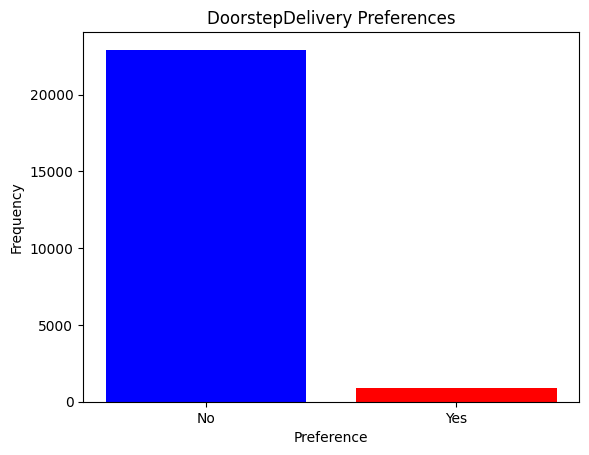 DoorstepDelivery Preferences
Frequency
20000
15000
10000
5000
0
No Yes
Preference